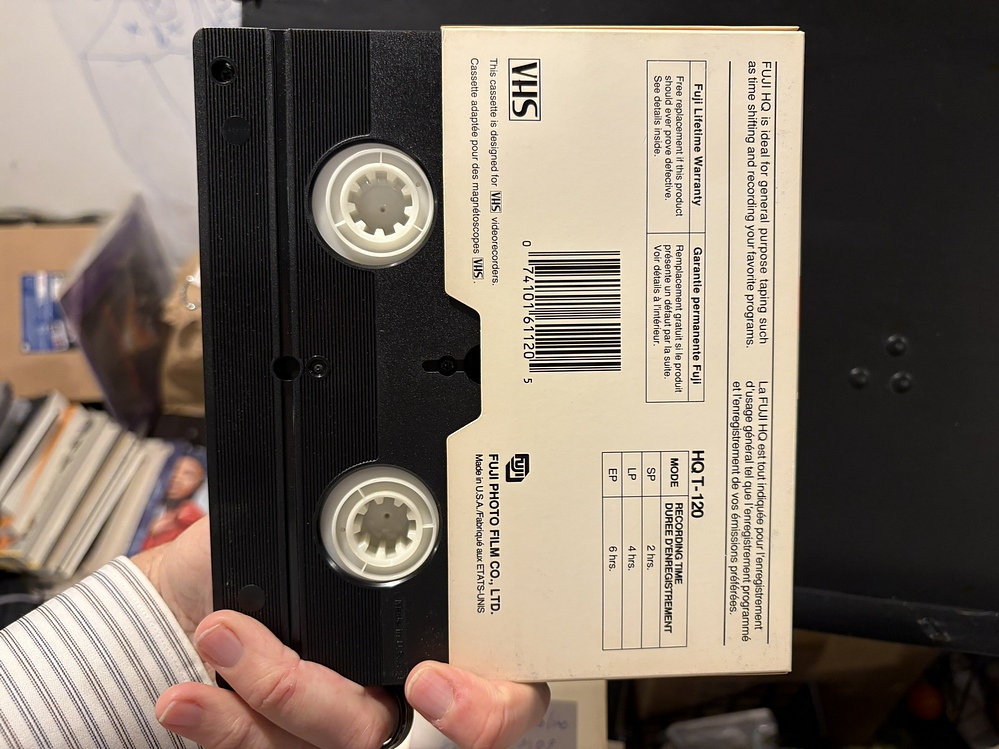 FUJI HQ is ideal for general purpose taping such
as time shifting and recording your favorite programs.
La FUJI HQ est tout indiquée pour l'enregistrement
d'usage général tel que l'enregistrement programmé
et l'enregistrement de vos émissions préférées.
Fuji Lifetime Warranty
Free replacement if this product
should ever prove defective.
See details inside.
Garantie permanente Fuji
Remplacement gratuit si le produit
présente un défaut par la suite.
Voir détails à l'intérieur.
HQ T-120
MODE
RECORDING TIME
DURÉE D'ENREGISTREMENT
SP 2 hrs.
LP 4 hrs.
EP 6 hrs.
0 74101 61120 5
VHS
This cassette is designed for VHS videorecorders.
Cassette adaptée pour des magnétoscopes VHS.
FUJI
FUJI PHOTO FILM CO., LTD.
Made in U.S.A./Fabriqué aux ETATS-UNIS